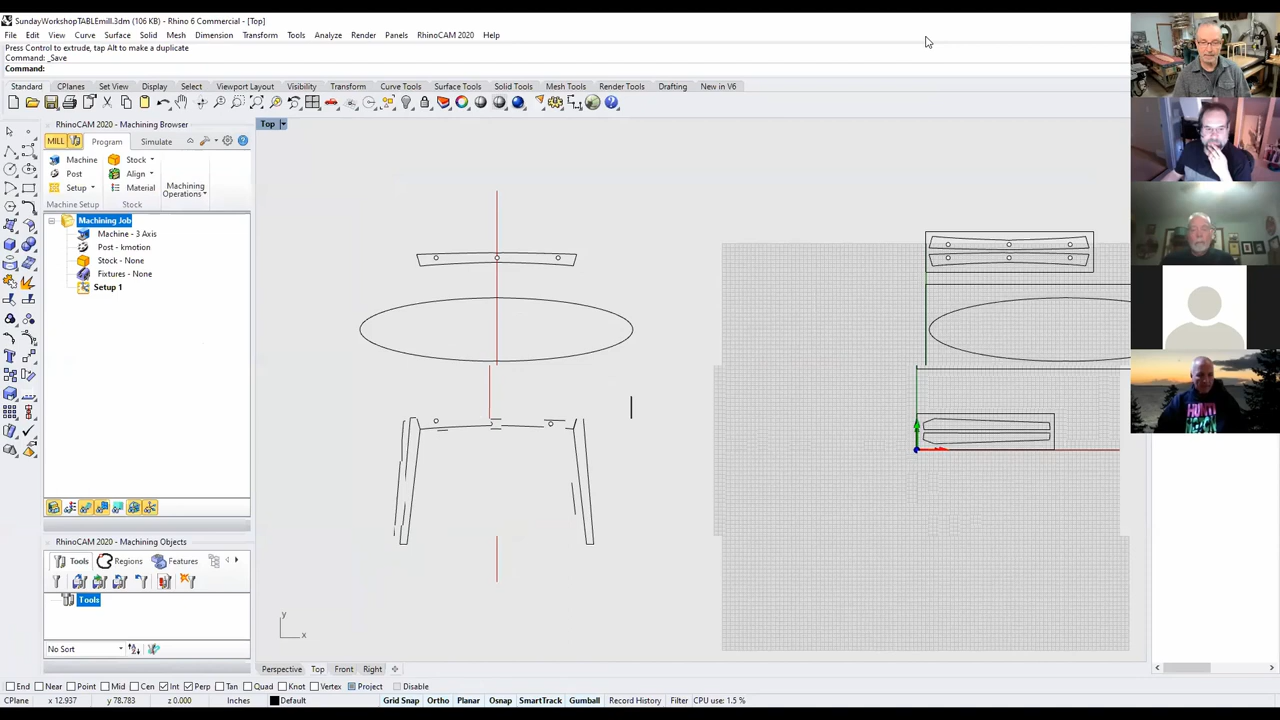 SundayWorkshopTABLEmill.3dm (106 KB) - Rhino 6 Commercial - [Top]
File Edit View Curve Surface Solid Mesh Dimension Transform Tools Analyze Render Panels RhinoCAM 2020 Help
Press Control to extrude, tap Alt to make a duplicate
Command: _Save
Command:
Standard CPlanes Set View Display Select Viewport Layout Visibility Transform Curve Tools Surface Tools Solid Tools Mesh Tools Render Tools Drafting New in V6
RhinoCAM 2020 - Machining Browser
MILL Program Simulate
Machine Stock
Post Align
Setup Material
Machining Operations
Machine Setup Stock
Machining Job
Machine - 3 Axis
Post - kmotion
Stock - None
Fixtures - None
Setup 1
RhinoCAM 2020 - Machining Objects
Tools Regions Features
Tools
No Sort
Top
y
x
Perspective Top Front Right
End Near Point Mid Cen Int Perp Tan Quad Knot Vertex Project Disable
CPlane x 12.937 y 78.783 z 0.000 Inches Default Grid Snap Ortho Planar Osnap SmartTrack Gumball Record History Filter CPU use: 1.5 %